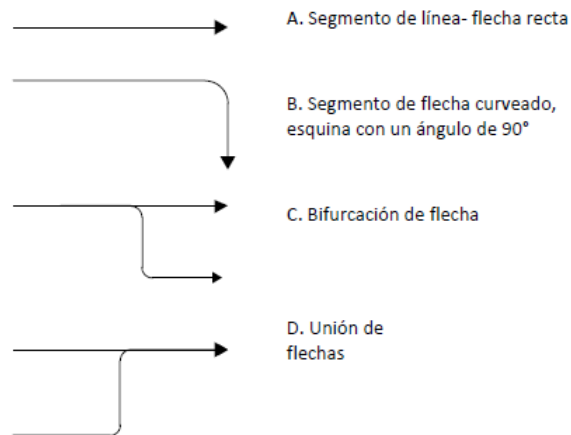 A. Segmento de línea- flecha recta
B. Segmento de flecha curveado,
esquina con un ángulo de 90°
C. Bifurcación de flecha
D. Unión de
flechas